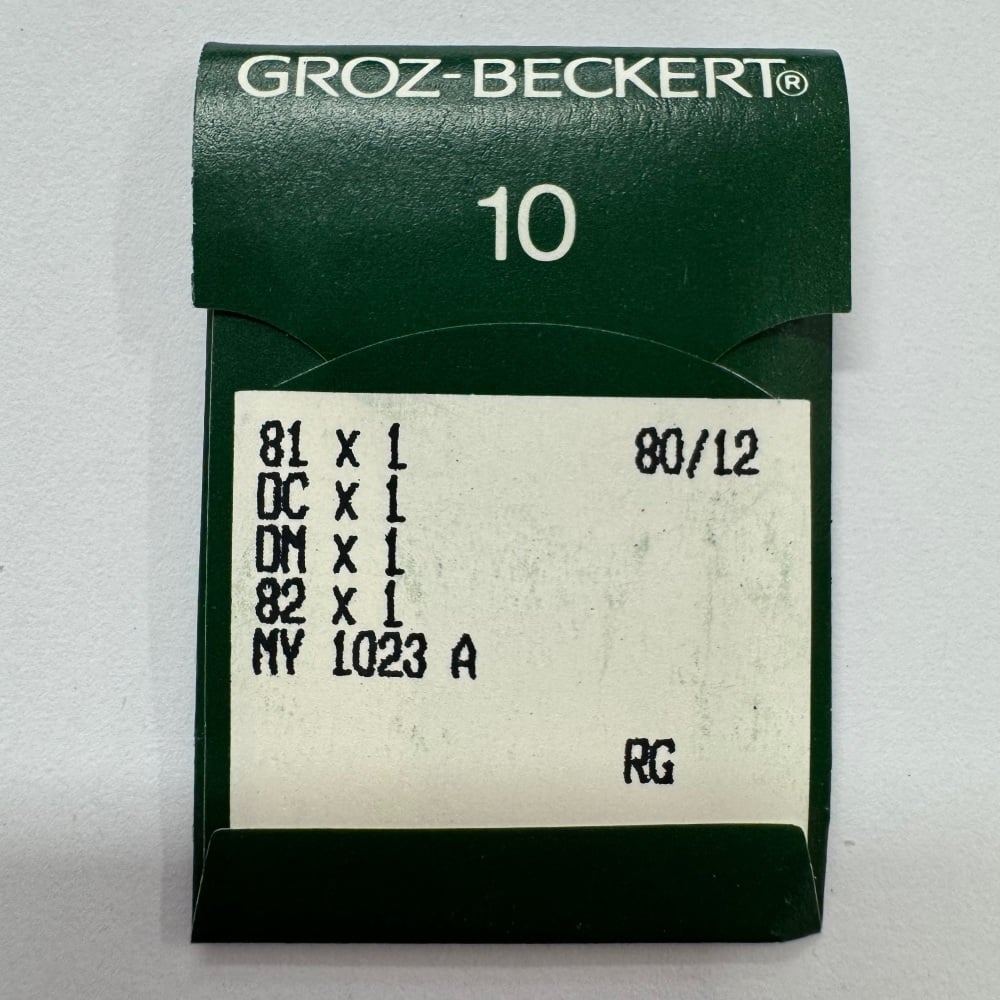 GROZ-BECKERT®
10
81 X 1 80/12
DC X 1
DM X 1
82 X 1
MY 1023 A
RG